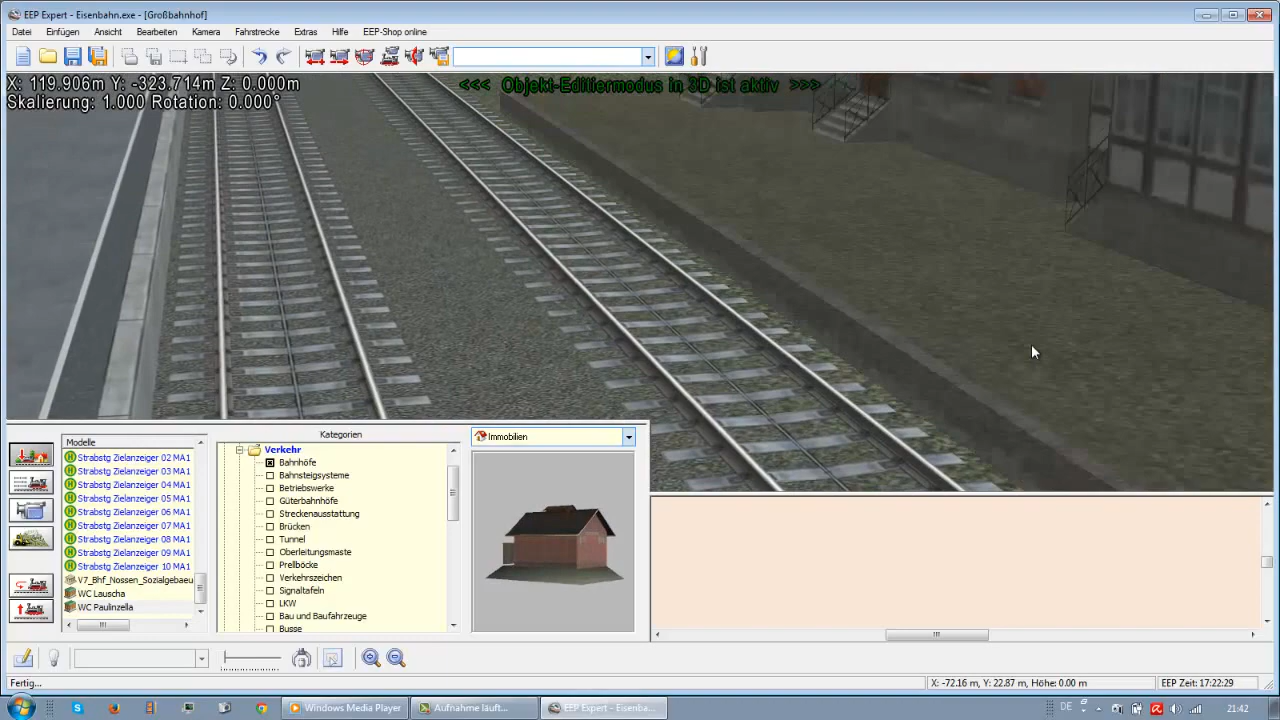 EEP Expert - Eisenbahn.exe - [Großbahnhof]
Datei Einfügen Ansicht Bearbeiten Kamera Fahrstrecke Extras Hilfe EEP-Shop online
X: 119.906m Y: -323.714m Z: 0.000m
<<< Objekt-Editiermodus in 3D ist aktiv >>>
Skalierung: 1.000 Rotation: 0.000°
Modelle
Strabstg Zielanzeiger 02 MA1
Strabstg Zielanzeiger 03 MA1
Strabstg Zielanzeiger 04 MA1
Strabstg Zielanzeiger 05 MA1
Strabstg Zielanzeiger 06 MA1
Strabstg Zielanzeiger 07 MA1
Strabstg Zielanzeiger 08 MA1
Strabstg Zielanzeiger 09 MA1
Strabstg Zielanzeiger 10 MA1
V7_Bhf_Nossen_Sozialgebaeu
WC Lauscha
WC Paulinzella
Kategorien
Verkehr
Bahnhöfe
Bahnsteigsysteme
Betriebswerke
Güterbahnhöfe
Streckenausstattung
Brücken
Tunnel
Oberleitungsmaste
Prellböcke
Verkehrszeichen
Signaltafeln
LKW
Bau und Baufahrzeuge
Busse
Immobilien
Fertig...
X: -72.16 m, Y: 22.87 m, Höhe: 0.00 m
EEP Zeit: 17:22:29
Windows Media Player
Aufnahme läuft...
EEP Expert - Eisenba...
DE
21:42